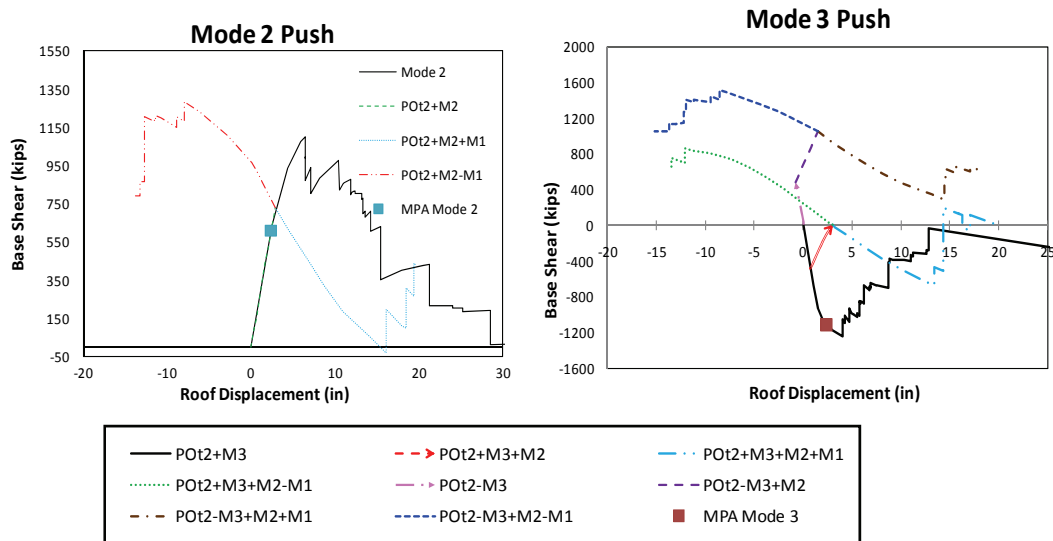 Mode 2 Push
Base Shear (kips)
1550
1350
1150
950
750
550
350
150
-50
-20
-10
0
10
20
30
Roof Displacement (in)
Mode 2
POt2+M2
POt2+M2+M1
POt2+M2-M1
MPA Mode 2
Mode 3 Push
Base Shear (kips)
2000
1600
1200
800
400
0
-400
-800
-1200
-1600
-20
-15
-10
-5
0
5
10
15
20
25
Roof Displacement (in)
POt2+M3
POt2+M3+M2
POt2+M3+M2+M1
POt2+M3+M2-M1
POt2-M3
POt2-M3+M2
POt2-M3+M2+M1
POt2-M3+M2-M1
MPA Mode 3